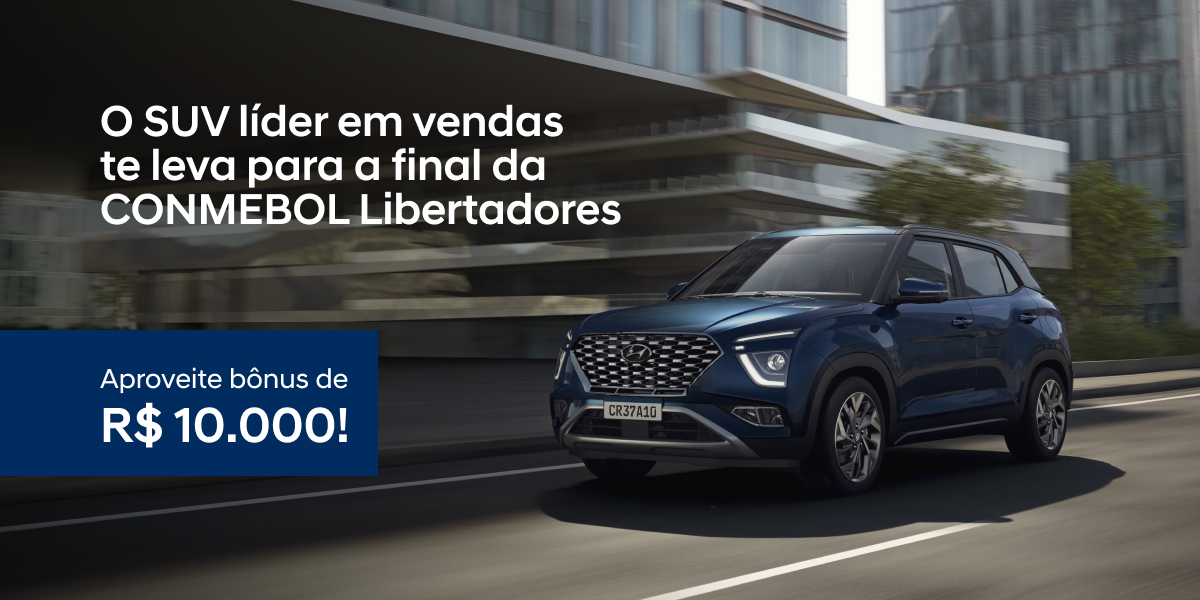 O SUV líder em vendas
te leva para a final da
CONMEBOL Libertadores
Aproveite bônus de
R$ 10.000!
CR37A10